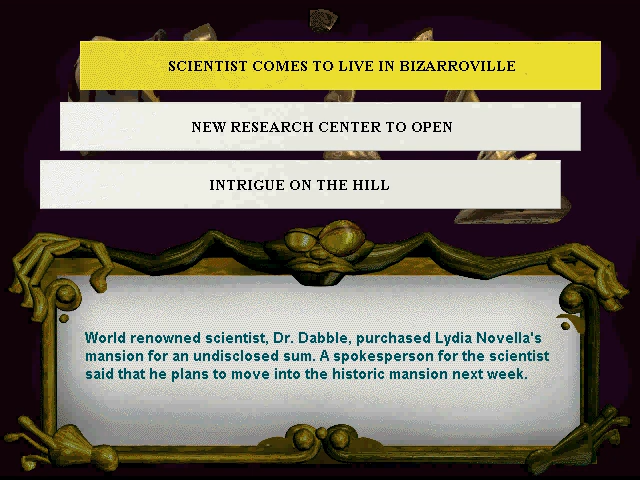 SCIENTIST COMES TO LIVE IN BIZARROVILLE
NEW RESEARCH CENTER TO OPEN
INTRIGUE ON THE HILL
World renowned scientist, Dr. Dabble, purchased Lydia Novella's
mansion for an undisclosed sum. A spokesperson for the scientist
said that he plans to move into the historic mansion next week.